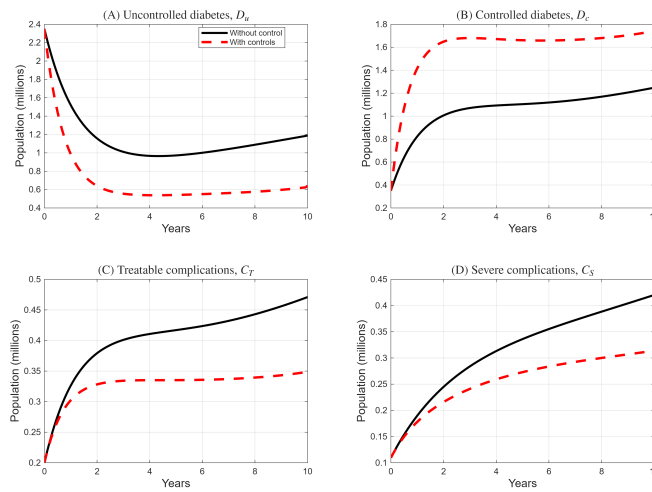 (A) Uncontrolled diabetes, Du
Without control
With controls
Population (millions)
2.4
2.2
2
1.8
1.6
1.4
1.2
1
0.8
0.6
0.4
0 2 4 6 8 10
Years
(B) Controlled diabetes, Dc
Population (millions)
1.8
1.6
1.4
1.2
1
0.8
0.6
0.4
0.2
0 2 4 6 8 10
Years
(C) Treatable complications, CT
Population (millions)
0.5
0.45
0.4
0.35
0.3
0.25
0.2
0 2 4 6 8 10
Years
(D) Severe complications, CS
Population (millions)
0.45
0.4
0.35
0.3
0.25
0.2
0.15
0.1
0 2 4 6 8 10
Years